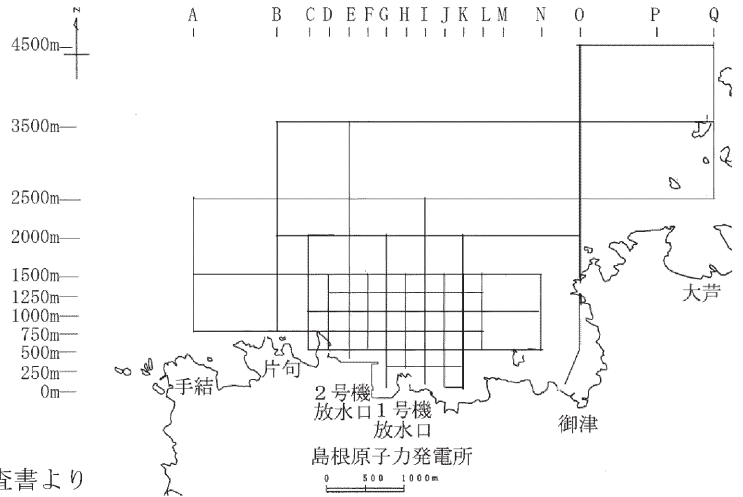 A B C D E F G H I J K L M N O P Q
z
4500m
3500m
2500m
2000m
1500m
1250m
1000m
750m
500m
250m
0m
大芦
片句
手結
2号機
放水口
1号機
放水口
御津
島根原子力発電所
0 500 1000m
査書より